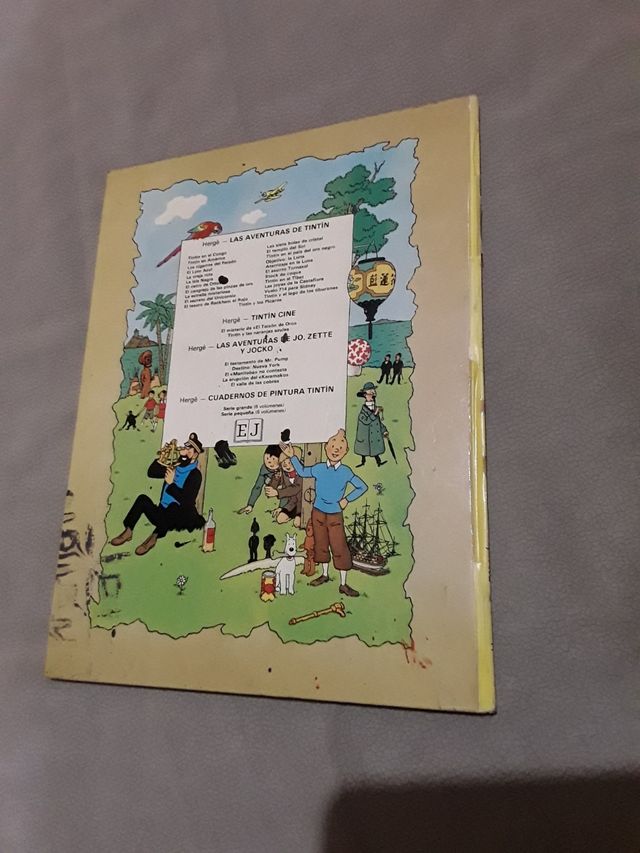 Hergé — LAS AVENTURAS DE TINTÍN
Tintín en el Congo
Tintín en América
Los cigarros del Faraón
El Loto Azul
La oreja rota
La Isla Negra
El cetro de
El cangrejo de las pinzas de oro
La estrella misteriosa
El secreto del Unicornio
El tesoro de Rackham el Rojo
Las siete bolas de cristal
El templo del Sol
Tintín en el país del oro negro
Objetivo: la Luna
Aterrizaje en la Luna
El asunto Tornasol
Stock de coque
Tintín en el Tíbet
Las joyas de la Castafiore
Vuelo 714 para Sidney
Tintín y los Pícaros
Tintín y el lago de los tiburones
Hergé — TINTÍN CINE
El misterio de «El Toisón de Oro»
Tintín y las naranjas azules
Hergé — LAS AVENTURAS DE JO, ZETTE
Y JOCKO
El testamento de Mr. Pump
Destino: Nueva York
El «Manitoba» no contesta
La erupción del «Karamako»
El valle de las cobras
Hergé — CUADERNOS DE PINTURA TINTÍN
Serie grande (6 volúmenes)
Serie pequeña (6 volúmenes)
EJ